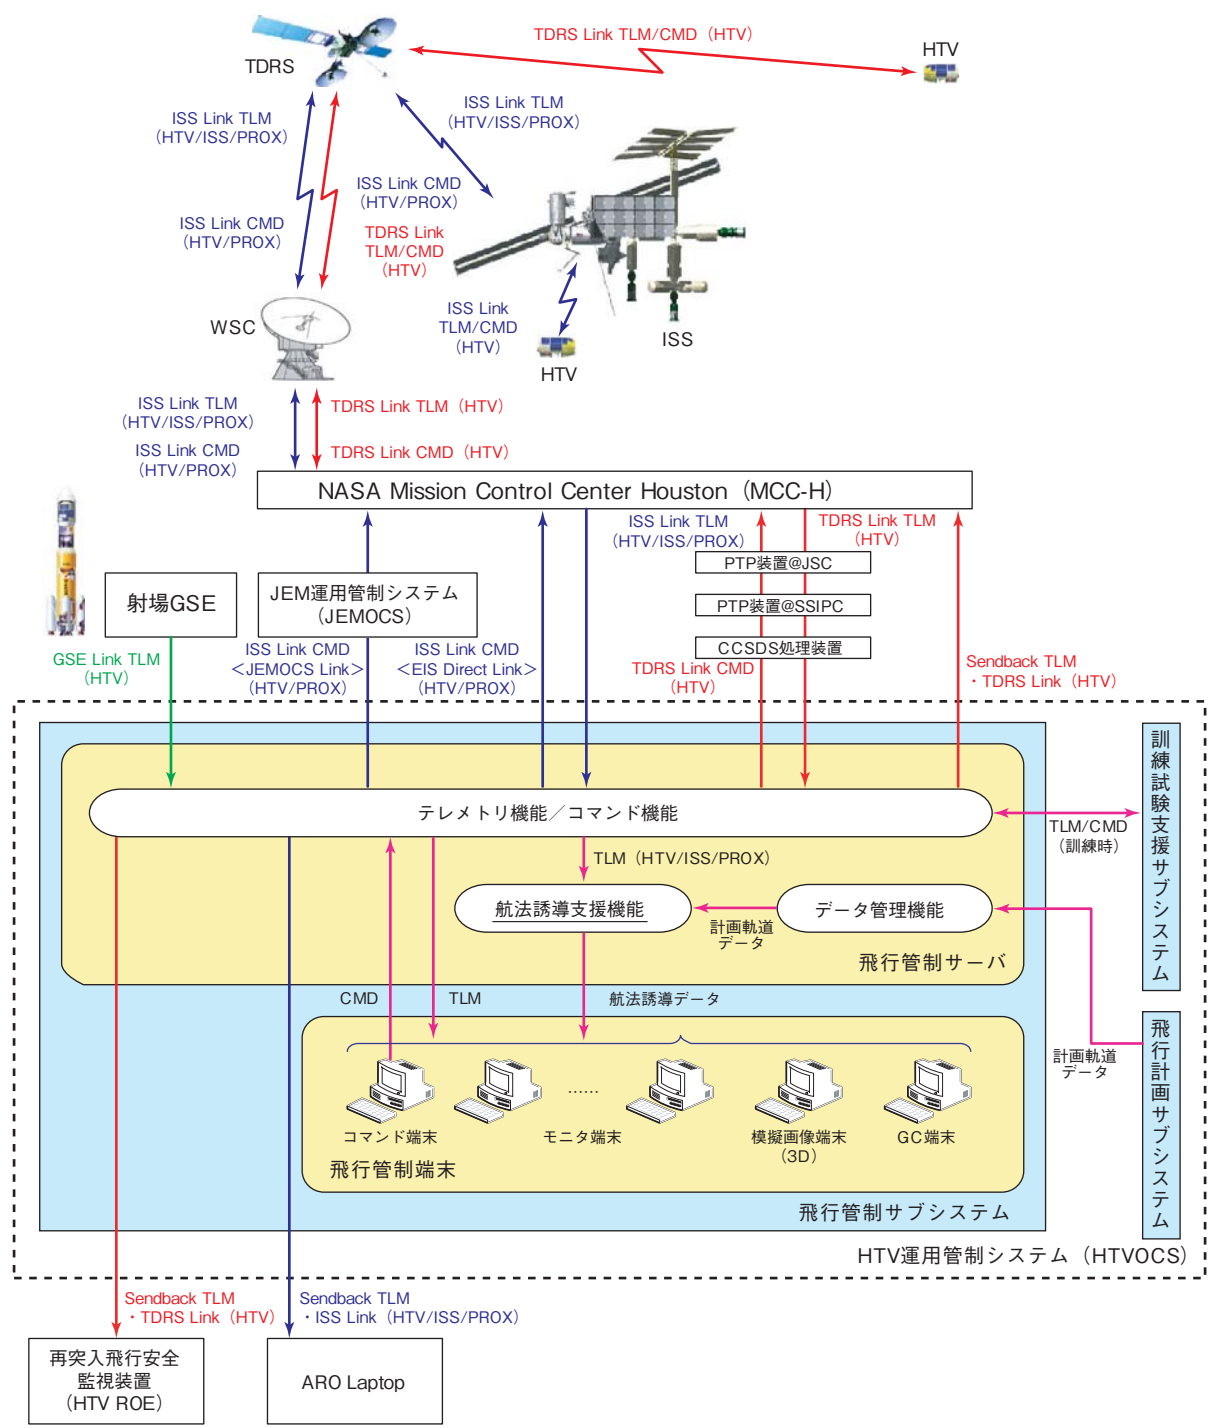 TDRS Link TLM/CMD（HTV）
HTV
TDRS
ISS Link TLM
（HTV/ISS/PROX）
ISS Link TLM
（HTV/ISS/PROX）
ISS Link CMD
（HTV/PROX）
ISS Link CMD
（HTV/PROX）
TDRS Link
TLM/CMD
（HTV）
WSC
ISS Link
TLM/CMD
（HTV）
ISS
HTV
ISS Link TLM
（HTV/ISS/PROX）
TDRS Link TLM（HTV）
ISS Link CMD
（HTV/PROX）
TDRS Link CMD（HTV）
NASA Mission Control Center Houston（MCC-H）
ISS Link TLM
（HTV/ISS/PROX）
TDRS Link TLM
（HTV）
PTP装置@JSC
射場GSE
JEM運用管制システム
（JEMOCS）
PTP装置@SSIPC
CCSDS処理装置
GSE Link TLM
（HTV）
ISS Link CMD
＜JEMOCS Link＞
（HTV/PROX）
ISS Link CMD
＜EIS Direct Link＞
（HTV/PROX）
TDRS Link CMD
（HTV）
Sendback TLM
・TDRS Link（HTV）
訓練試験支援サブシステム
テレメトリ機能／コマンド機能
TLM/CMD
（訓練時）
TLM（HTV/ISS/PROX）
航法誘導支援機能
データ管理機能
計画軌道
データ
飛行管制サーバ
CMD
TLM
航法誘導データ
飛行計画サブシステム
計画軌道
データ
……
コマンド端末
モニタ端末
模擬画像端末
（3D）
GC端末
飛行管制端末
飛行管制サブシステム
HTV運用管制システム（HTVOCS）
Sendback TLM
・TDRS Link（HTV）
Sendback TLM
・ISS Link（HTV/ISS/PROX）
再突入飛行安全
監視装置
（HTV ROE）
ARO Laptop